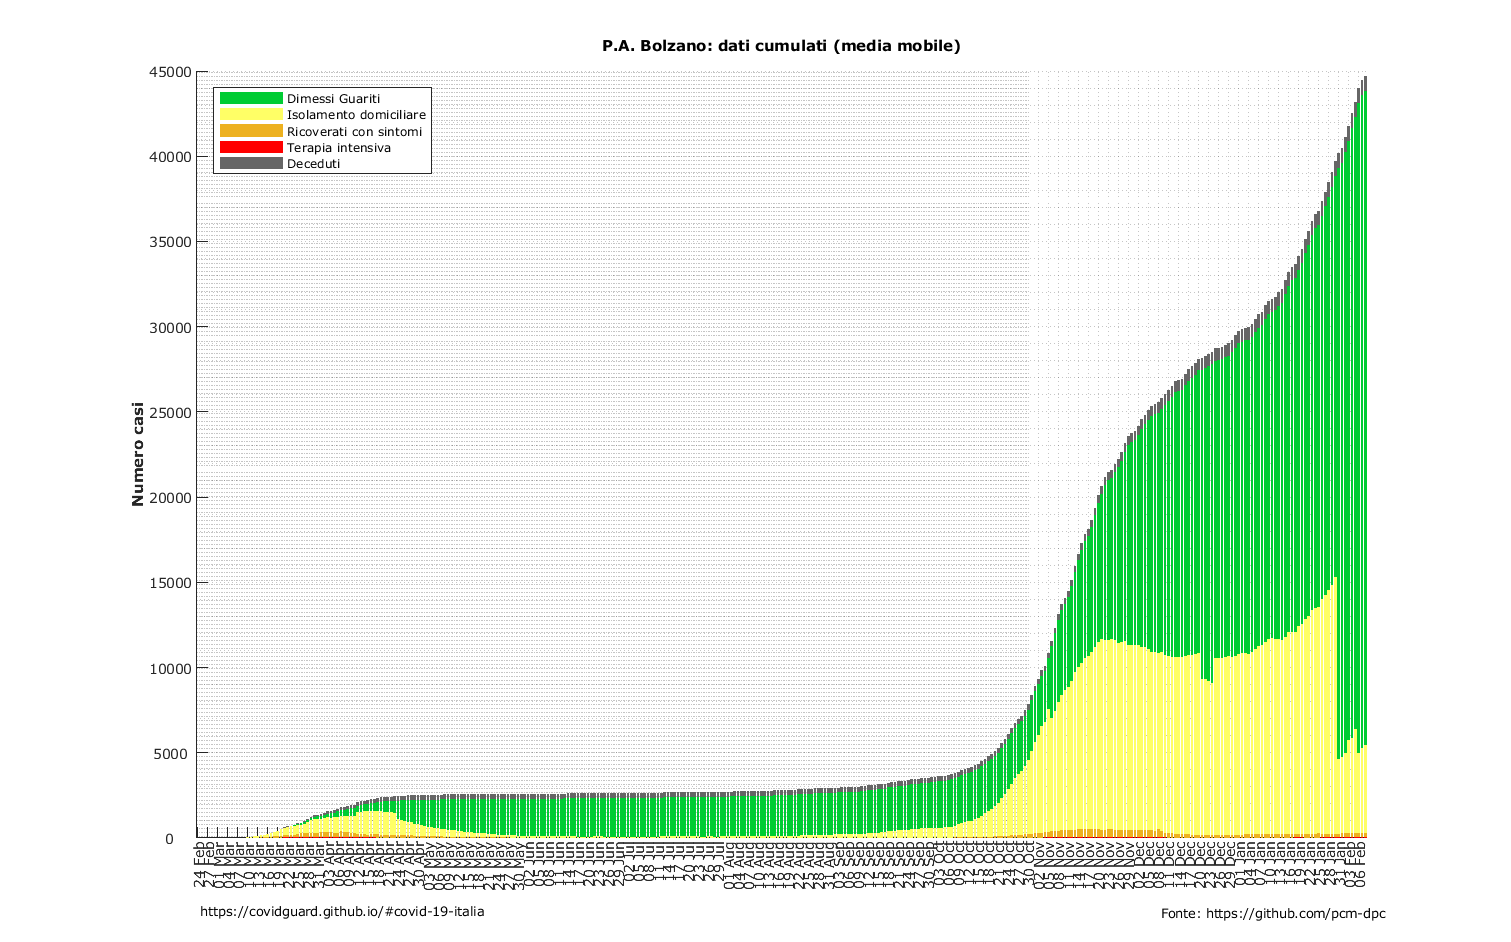 P.A. Bolzano: dati cumulati (media mobile)
Dimessi Guariti
Isolamento domiciliare
Ricoverati con sintomi
Terapia intensiva
Deceduti
Numero casi
45000
40000
35000
30000
25000
20000
15000
10000
5000
0
24 Feb
27 Feb
01 Mar
04 Mar
07 Mar
10 Mar
13 Mar
16 Mar
19 Mar
22 Mar
25 Mar
28 Mar
31 Mar
03 Apr
06 Apr
09 Apr
12 Apr
15 Apr
18 Apr
21 Apr
24 Apr
27 Apr
30 Apr
03 May
06 May
09 May
12 May
15 May
18 May
21 May
24 May
27 May
30 May
02 Jun
05 Jun
08 Jun
11 Jun
14 Jun
17 Jun
20 Jun
23 Jun
26 Jun
29 Jun
02 Jul
05 Jul
08 Jul
11 Jul
14 Jul
17 Jul
20 Jul
23 Jul
26 Jul
29 Jul
01 Aug
04 Aug
07 Aug
10 Aug
13 Aug
16 Aug
19 Aug
22 Aug
25 Aug
28 Aug
31 Aug
03 Sep
06 Sep
09 Sep
12 Sep
15 Sep
18 Sep
21 Sep
24 Sep
27 Sep
30 Sep
03 Oct
06 Oct
09 Oct
12 Oct
15 Oct
18 Oct
21 Oct
24 Oct
27 Oct
30 Oct
02 Nov
05 Nov
08 Nov
11 Nov
14 Nov
17 Nov
20 Nov
23 Nov
26 Nov
29 Nov
02 Dec
05 Dec
08 Dec
11 Dec
14 Dec
17 Dec
20 Dec
23 Dec
26 Dec
29 Dec
01 Jan
04 Jan
07 Jan
10 Jan
13 Jan
16 Jan
19 Jan
22 Jan
25 Jan
28 Jan
31 Jan
03 Feb
06 Feb
https://covidguard.github.io/#covid-19-italia
Fonte: https://github.com/pcm-dpc